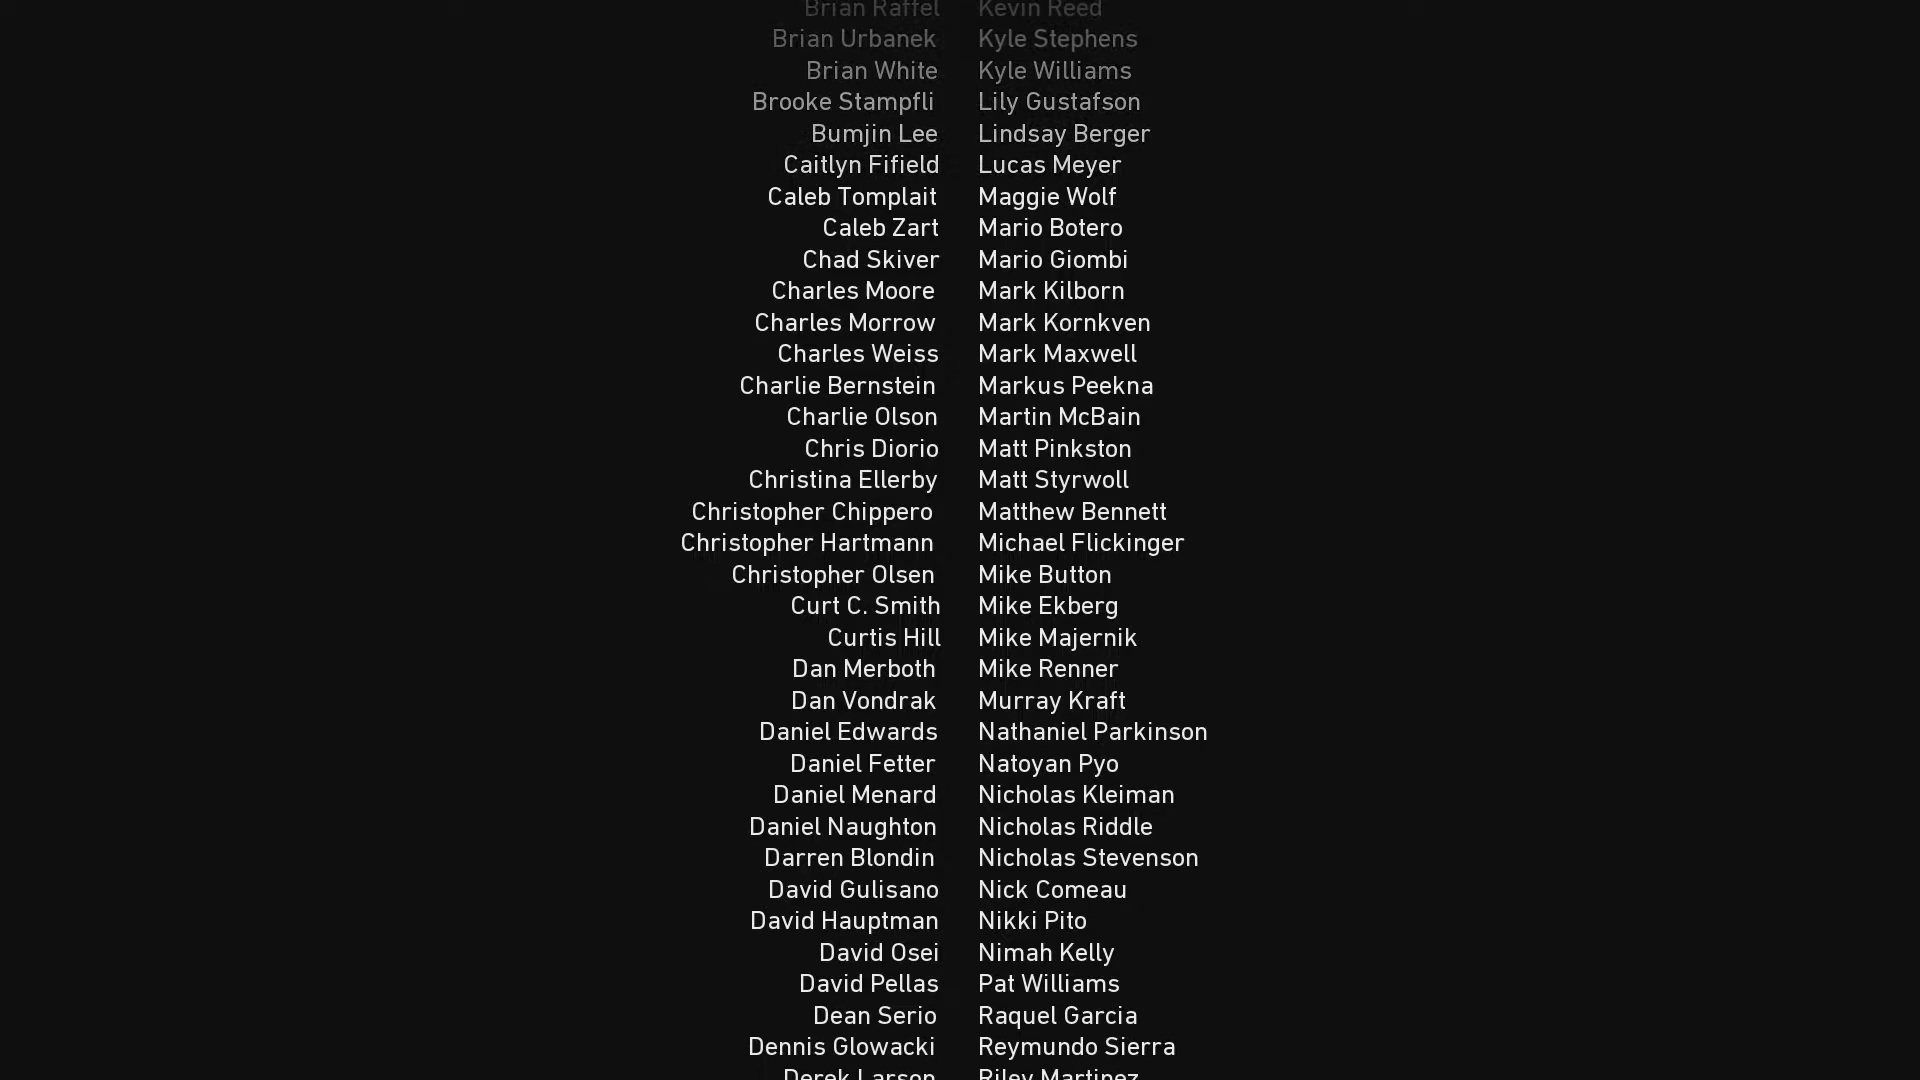 Brian Raffel Kevin Reed
Brian Urbanek Kyle Stephens
Brian White Kyle Williams
Brooke Stampfli Lily Gustafson
Bumjin Lee Lindsay Berger
Caitlyn Fifield Lucas Meyer
Caleb Tomplait Maggie Wolf
Caleb Zart Mario Botero
Chad Skiver Mario Giombi
Charles Moore Mark Kilborn
Charles Morrow Mark Kornkven
Charles Weiss Mark Maxwell
Charlie Bernstein Markus Peekna
Charlie Olson Martin McBain
Chris Diorio Matt Pinkston
Christina Ellerby Matt Styrwoll
Christopher Chippero Matthew Bennett
Christopher Hartmann Michael Flickinger
Christopher Olsen Mike Button
Curt C. Smith Mike Ekberg
Curtis Hill Mike Majernik
Dan Merboth Mike Renner
Dan Vondrak Murray Kraft
Daniel Edwards Nathaniel Parkinson
Daniel Fetter Natoyan Pyo
Daniel Menard Nicholas Kleiman
Daniel Naughton Nicholas Riddle
Darren Blondin Nicholas Stevenson
David Gulisano Nick Comeau
David Hauptman Nikki Pito
David Osei Nimah Kelly
David Pellas Pat Williams
Dean Serio Raquel Garcia
Dennis Glowacki Reymundo Sierra
Derek Larson Riley Martinez